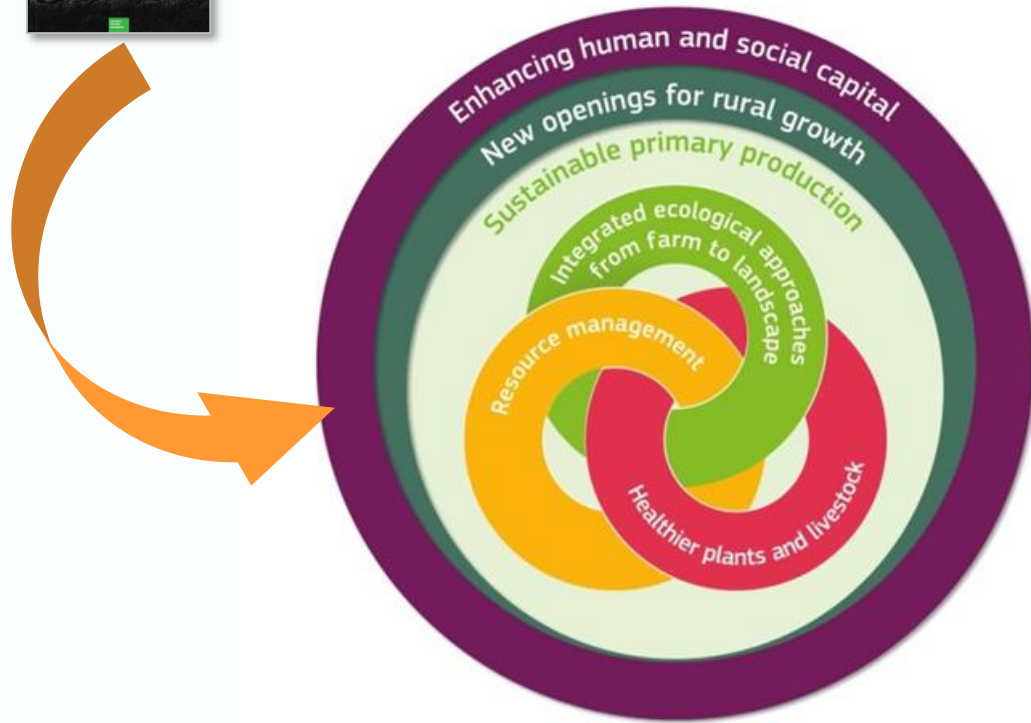 Enhancing human and social capital
New openings for rural growth
Sustainable primary production
Integrated ecological approaches
from farm to landscape
Resource management
Healthier plants and livestock